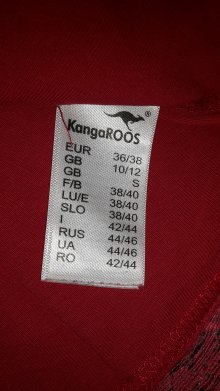 KangaROOS
EUR 36/38
GB 10/12
GB S
F/B 38/40
LU/E 38/40
SLO 38/40
I 42/44
RUS 44/46
UA 44/46
RO 42/44